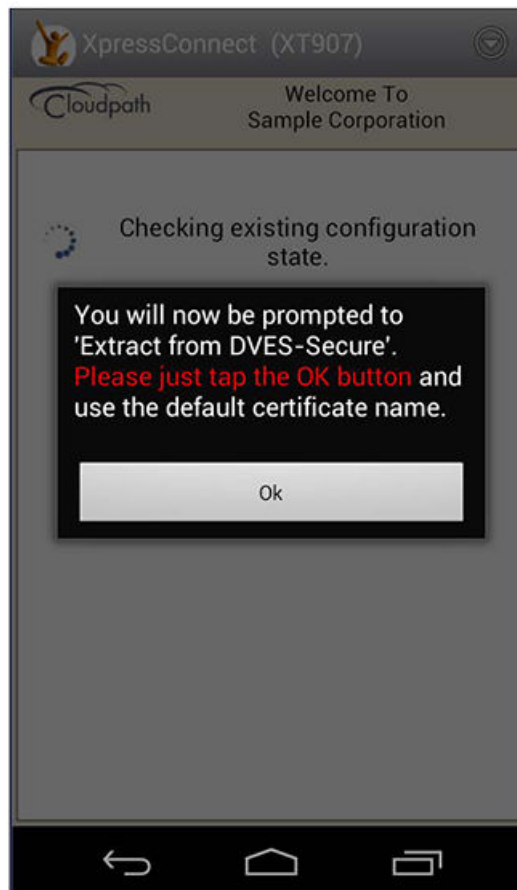 XpressConnect (XT907)
Cloudpath
Welcome To
Sample Corporation
Checking existing configuration
state.
You will now be prompted to
'Extract from DVES-Secure'.
Please just tap the OK button and
use the default certificate name.
Ok